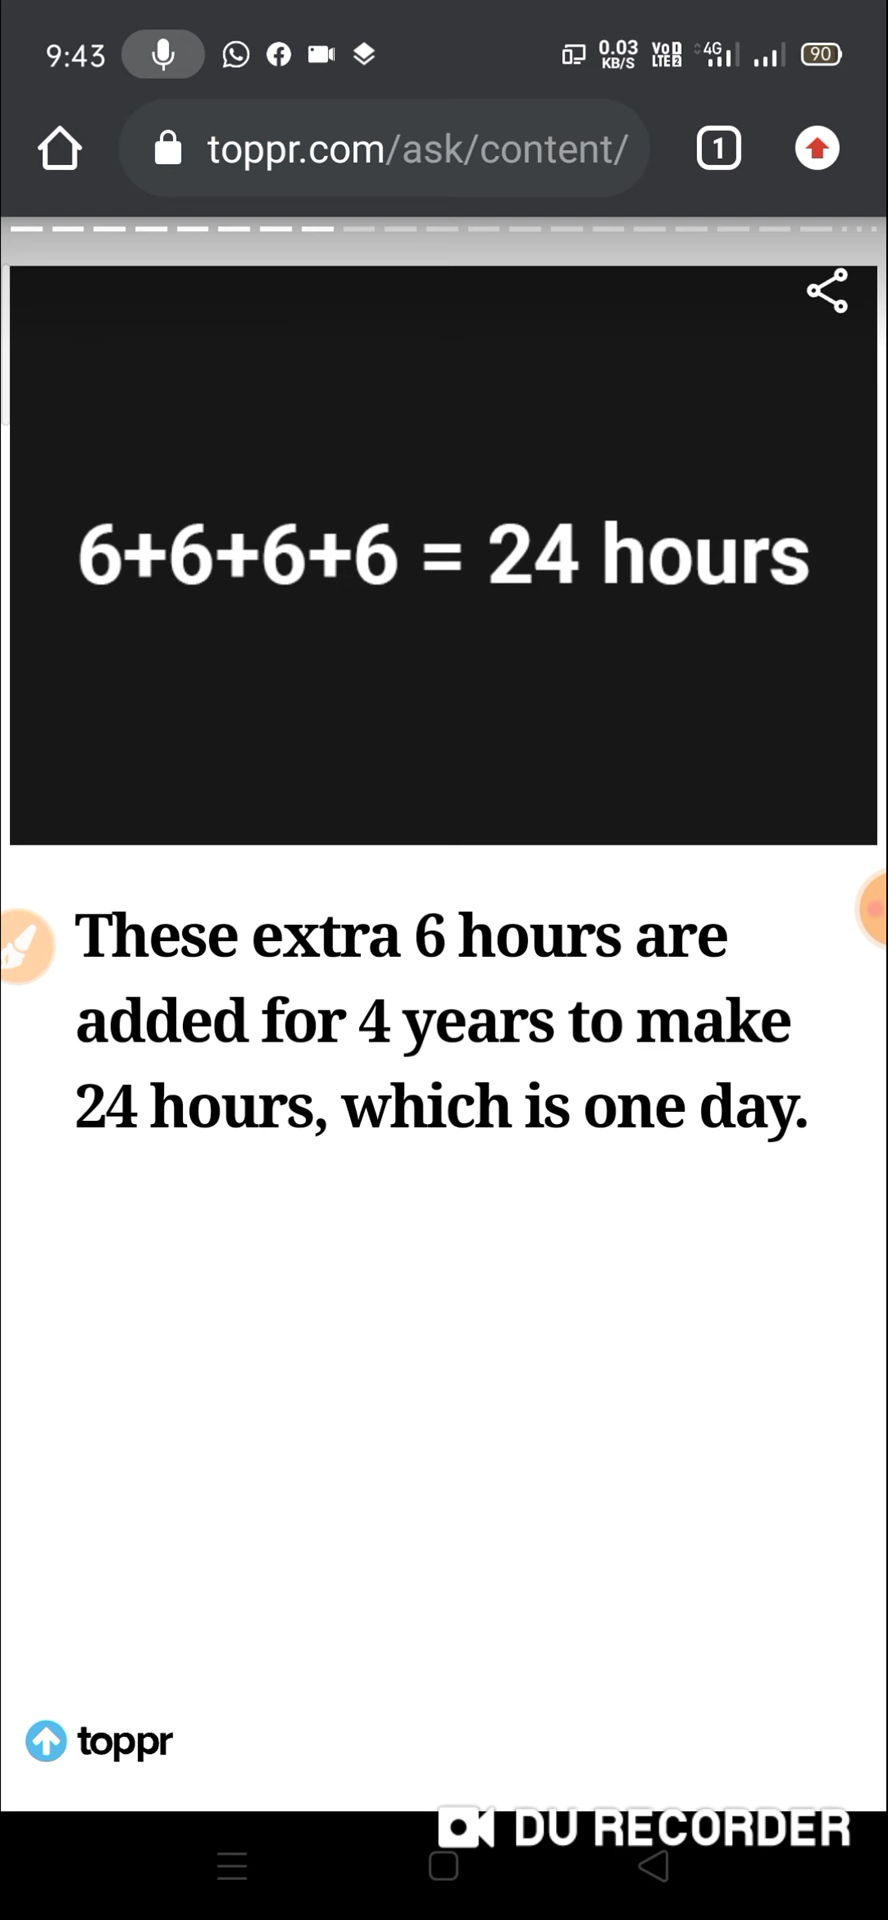 9:43
0.03 KB/S
VoD LTE2
4G
90
toppr.com/ask/content/
1
6+6+6+6 = 24 hours
These extra 6 hours are
added for 4 years to make
24 hours, which is one day.
toppr
DU RECORDER